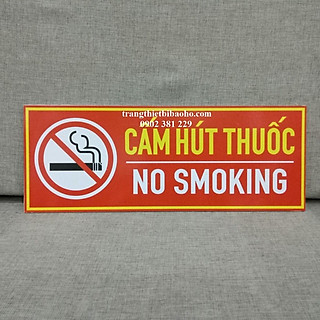 trangthietbibaoho.com
0902 381 229
CẤM HÚT THUỐC
NO SMOKING